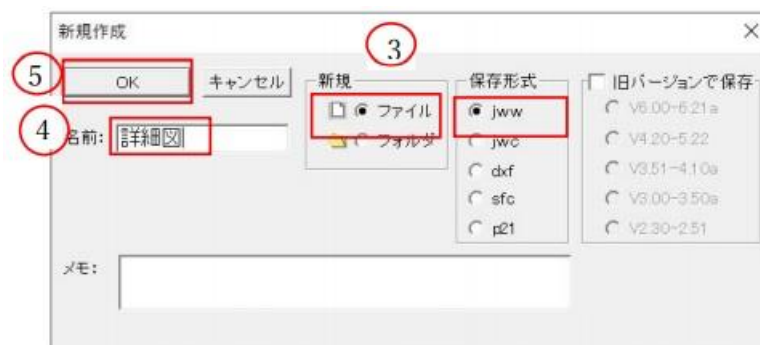 新規作成
③
⑤
OK
キャンセル
新規
保存形式
旧バージョンで保存
ファイル
jww
V6.00-6.21a
④
名前:
詳細図
フォルダ
jwc
V4.20-5.22
dxf
V3.51-4.10a
sfc
V3.00-3.50a
p21
V2.30-2.51
メモ: